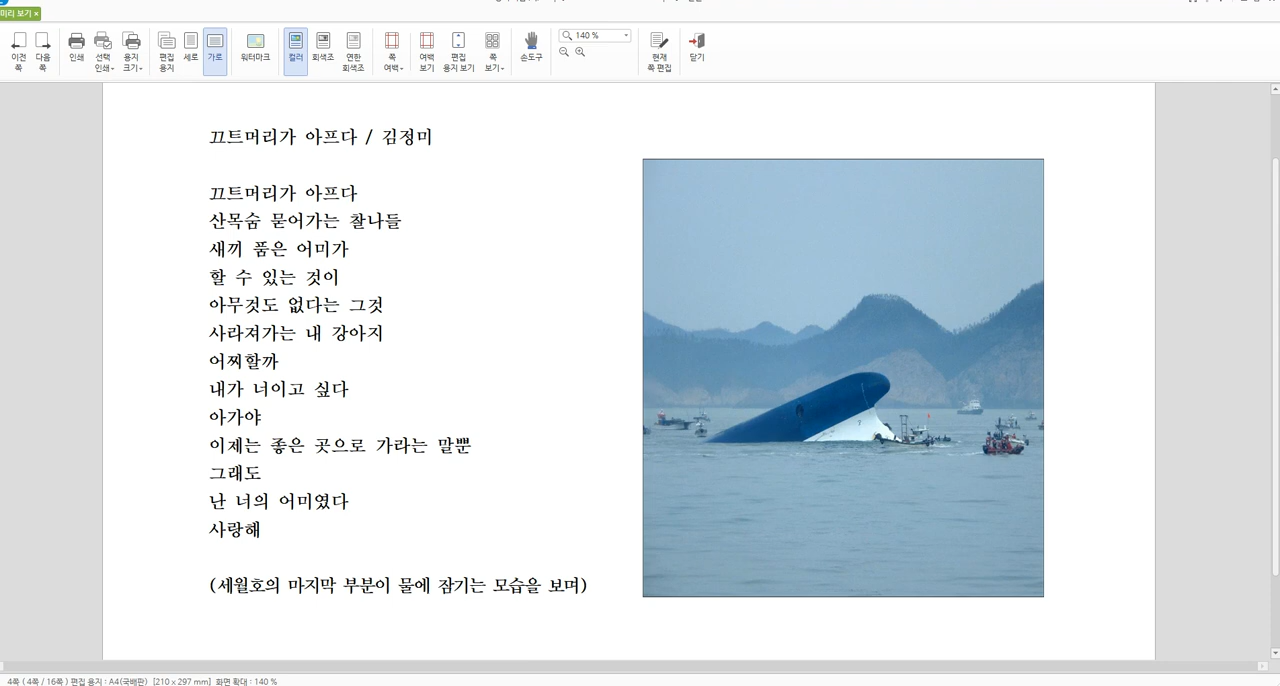 미리 보기 ×
이전 쪽
다음 쪽
인쇄
선택 인쇄
용지 크기
편집 용지
세로
가로
워터마크
컬러
회색조
연한 회색조
쪽 여백
여백 보기
편집 용지 보기
쪽 보기
손도구
140 %
현재 쪽 편집
닫기
끄트머리가 아프다 / 김정미
끄트머리가 아프다
산목숨 묻어가는 찰나들
새끼 품은 어미가
할 수 있는 것이
아무것도 없다는 그것
사라져가는 내 강아지
어찌할까
내가 너이고 싶다
아가야
이제는 좋은 곳으로 가라는 말뿐
그래도
난 너의 어미였다
사랑해
(세월호의 마지막 부분이 물에 잠기는 모습을 보며)
4쪽 ( 4쪽 / 16쪽 ) 편집 용지 : A4(국배판) [210 x 297 mm] 화면 확대 : 140 %